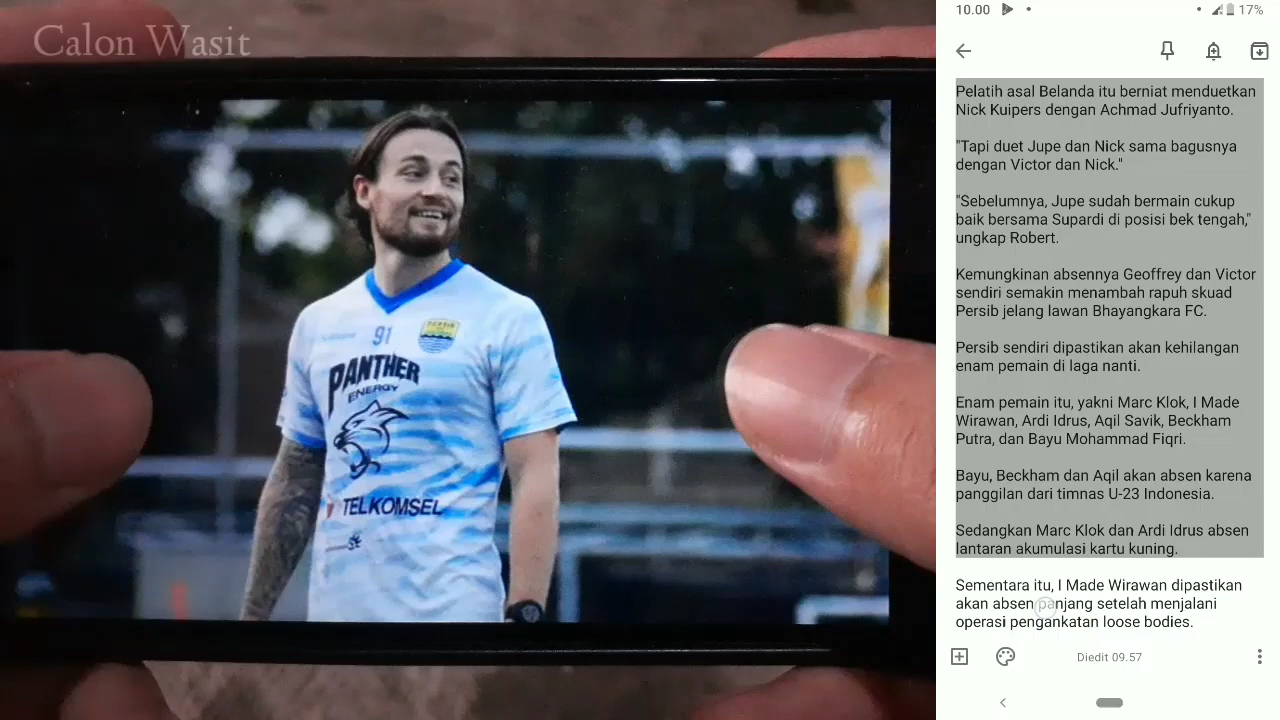 Calon Wasit
91
PERSIB
PANTHER
ENERGY
TELKOMSEL
10.00
17%
Pelatih asal Belanda itu berniat menduetkan
Nick Kuipers dengan Achmad Jufriyanto.
"Tapi duet Jupe dan Nick sama bagusnya
dengan Victor dan Nick."
"Sebelumnya, Jupe sudah bermain cukup
baik bersama Supardi di posisi bek tengah,"
ungkap Robert.
Kemungkinan absennya Geoffrey dan Victor
sendiri semakin menambah rapuh skuad
Persib jelang lawan Bhayangkara FC.
Persib sendiri dipastikan akan kehilangan
enam pemain di laga nanti.
Enam pemain itu, yakni Marc Klok, I Made
Wirawan, Ardi Idrus, Aqil Savik, Beckham
Putra, dan Bayu Mohammad Fiqri.
Bayu, Beckham dan Aqil akan absen karena
panggilan dari timnas U-23 Indonesia.
Sedangkan Marc Klok dan Ardi Idrus absen
lantaran akumulasi kartu kuning.
Sementara itu, I Made Wirawan dipastikan
akan absen panjang setelah menjalani
operasi pengankatan loose bodies.
Diedit 09.57